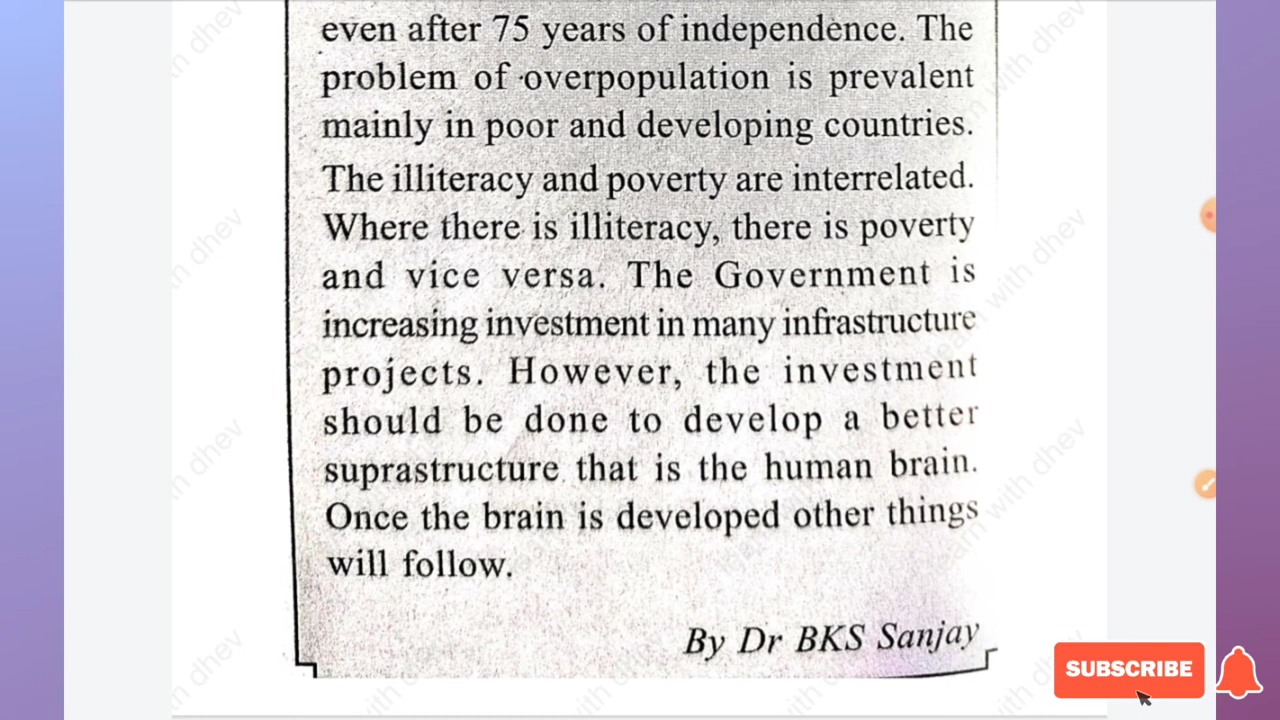 even after 75 years of independence. The
problem of overpopulation is prevalent
mainly in poor and developing countries.
The illiteracy and poverty are interrelated.
Where there is illiteracy, there is poverty
and vice versa. The Government is
increasing investment in many infrastructure
projects. However, the investment
should be done to develop a better
suprastructure that is the human brain.
Once the brain is developed other things
will follow.
By Dr BKS Sanjay
SUBSCRIBE